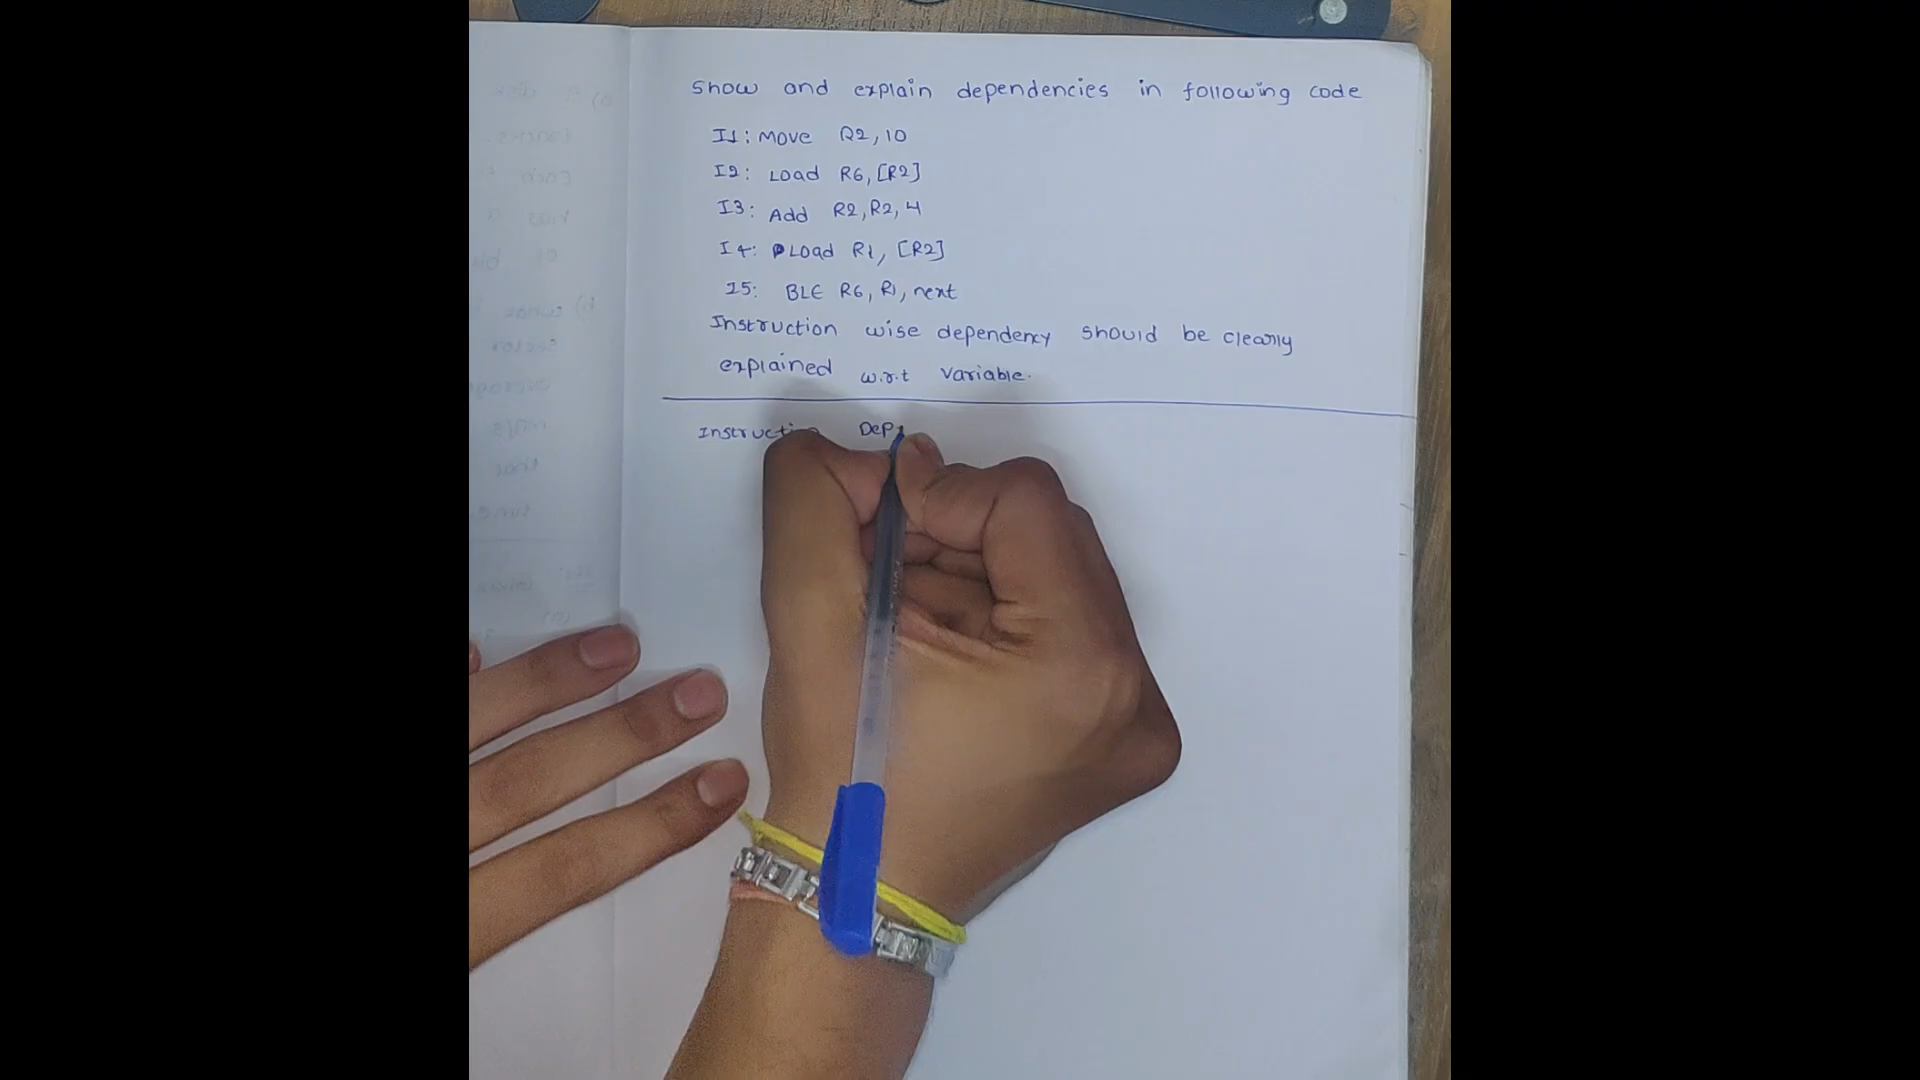 Show and explain dependencies in following code
I1: Move R2, 10
I2: Load R6, [R2]
I3: Add R2, R2, 4
I4: Load R1, [R2]
I5: BLE R6, R1, next
Instruction wise dependency should be clearly
explained w.r.t variable.
Instruction Dep